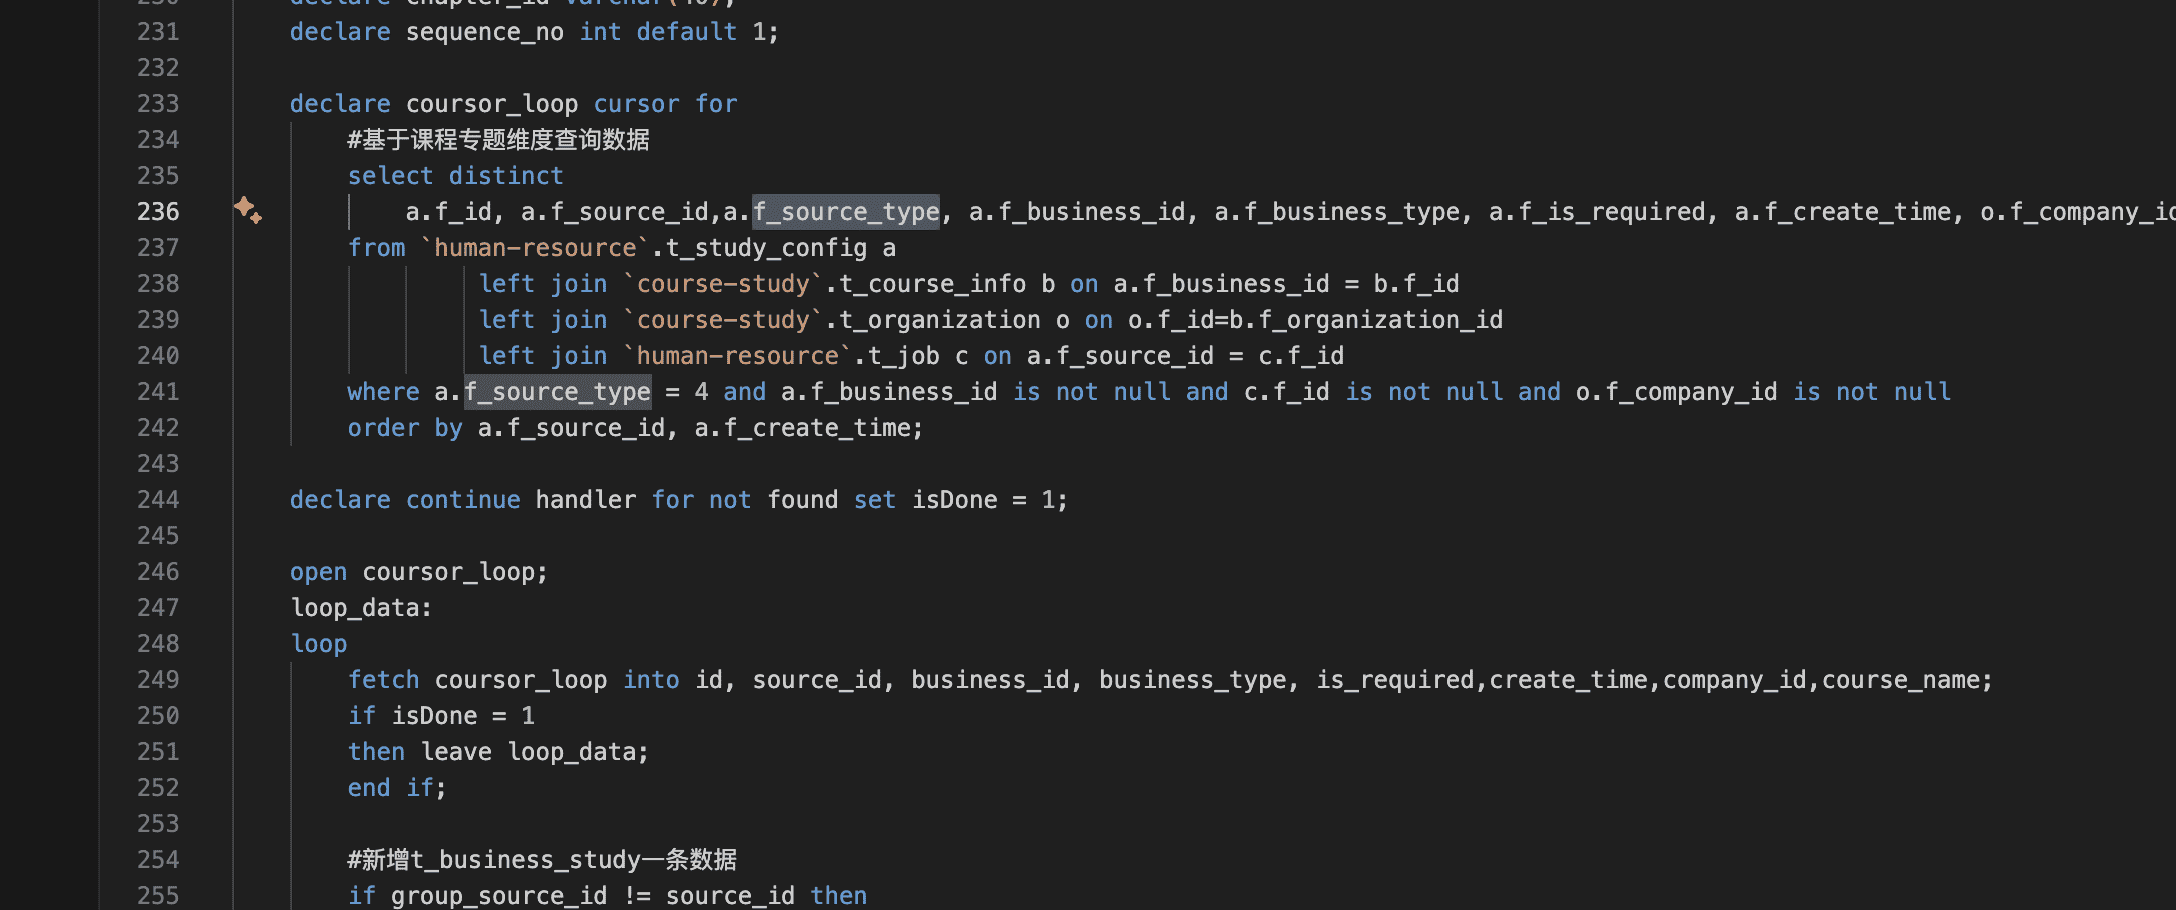 231 declare sequence_no int default 1;
232
233 declare coursor_loop cursor for
234 #基于课程专题维度查询数据
235 select distinct
236 a.f_id, a.f_source_id,a.f_source_type, a.f_business_id, a.f_business_type, a.f_is_required, a.f_create_time, o.f_company_id
237 from `human-resource`.t_study_config a
238 left join `course-study`.t_course_info b on a.f_business_id = b.f_id
239 left join `course-study`.t_organization o on o.f_id=b.f_organization_id
240 left join `human-resource`.t_job c on a.f_source_id = c.f_id
241 where a.f_source_type = 4 and a.f_business_id is not null and c.f_id is not null and o.f_company_id is not null
242 order by a.f_source_id, a.f_create_time;
243
244 declare continue handler for not found set isDone = 1;
245
246 open coursor_loop;
247 loop_data:
248 loop
249 fetch coursor_loop into id, source_id, business_id, business_type, is_required,create_time,company_id,course_name;
250 if isDone = 1
251 then leave loop_data;
252 end if;
253
254 #新增t_business_study一条数据
255 if group_source_id != source_id then